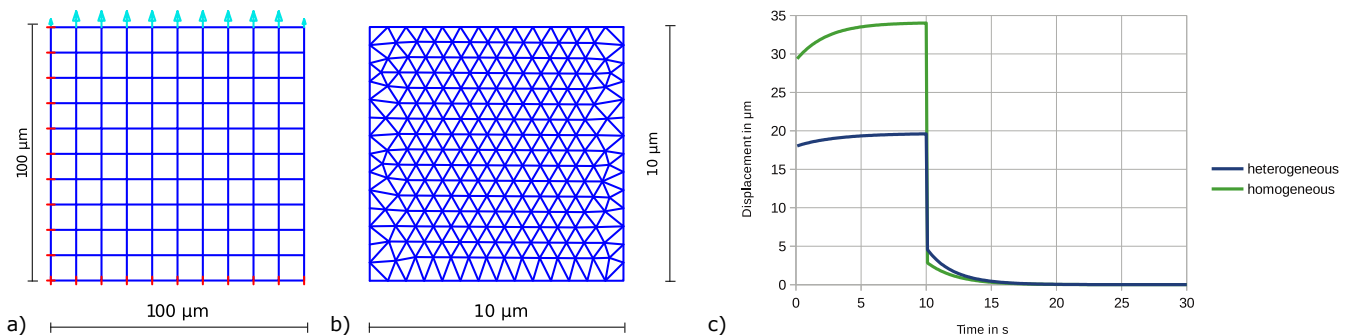 100 µm
100 µm
a)
10 µm
10 µm
b)
Displacement in µm
35
30
25
20
15
10
5
0
0 5 10 15 20 25 30
Time in s
heterogeneous
homogeneous
c)